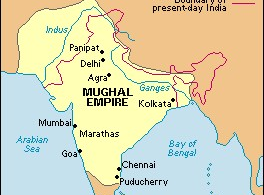 Boundary of
present-day India
Indus
Panipat
Delhi
Agra
MUGHAL
EMPIRE
Ganges
Kolkata
Mumbai
Marathas
Arabian
Sea
Goa
Bay of
Bengal
Chennai
Puducherry